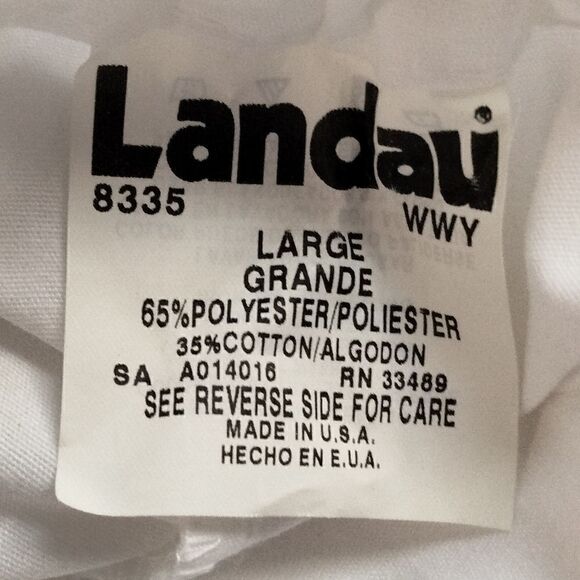 Landau®
8335 WWY
LARGE
GRANDE
65%POLYESTER/POLIESTER
35%COTTON/ALGODON
SA A014016 RN 33489
SEE REVERSE SIDE FOR CARE
MADE IN U.S.A.
HECHO EN E.U.A.